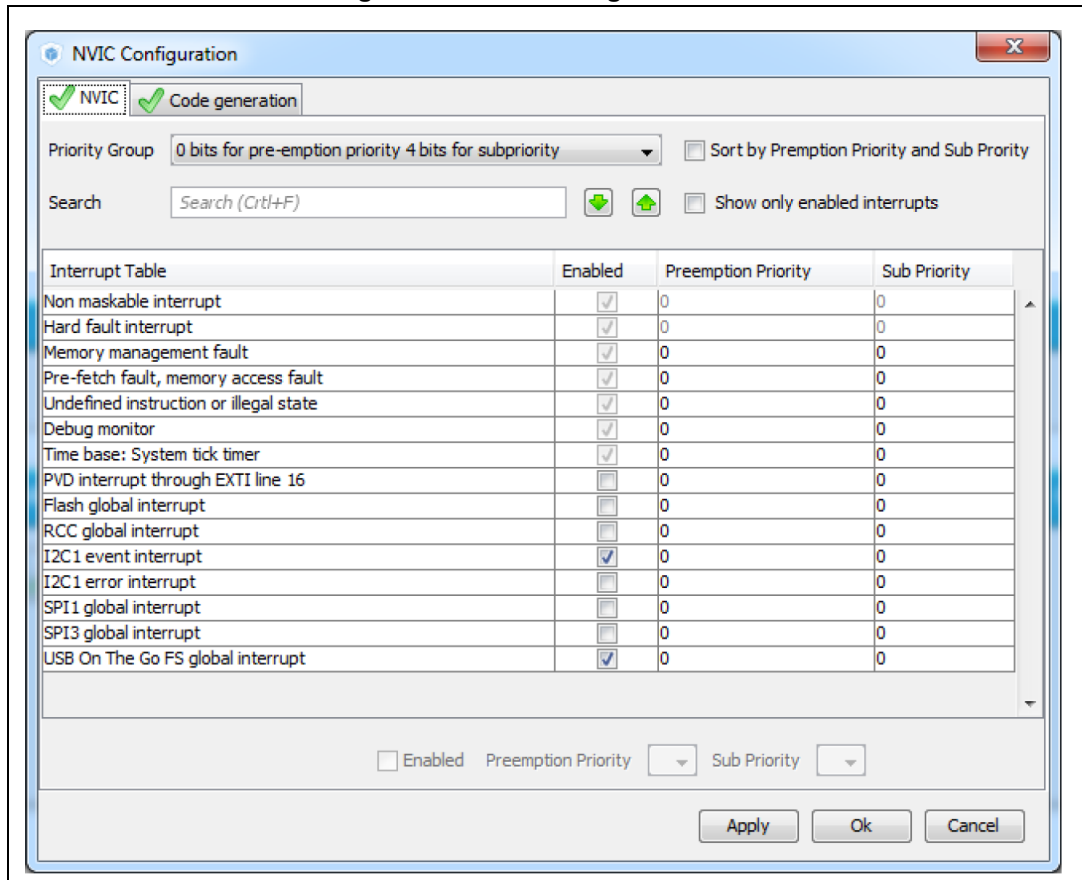 NVIC Configuration
NVIC Code generation
Priority Group 0 bits for pre-emption priority 4 bits for subpriority Sort by Premption Priority and Sub Prority
Search Search (Crtl+F) Show only enabled interrupts
Interrupt Table Enabled Preemption Priority Sub Priority
Non maskable interrupt 0 0
Hard fault interrupt 0 0
Memory management fault 0 0
Pre-fetch fault, memory access fault 0 0
Undefined instruction or illegal state 0 0
Debug monitor 0 0
Time base: System tick timer 0 0
PVD interrupt through EXTI line 16 0 0
Flash global interrupt 0 0
RCC global interrupt 0 0
I2C1 event interrupt 0 0
I2C1 error interrupt 0 0
SPI1 global interrupt 0 0
SPI3 global interrupt 0 0
USB On The Go FS global interrupt 0 0
Enabled Preemption Priority Sub Priority
Apply Ok Cancel